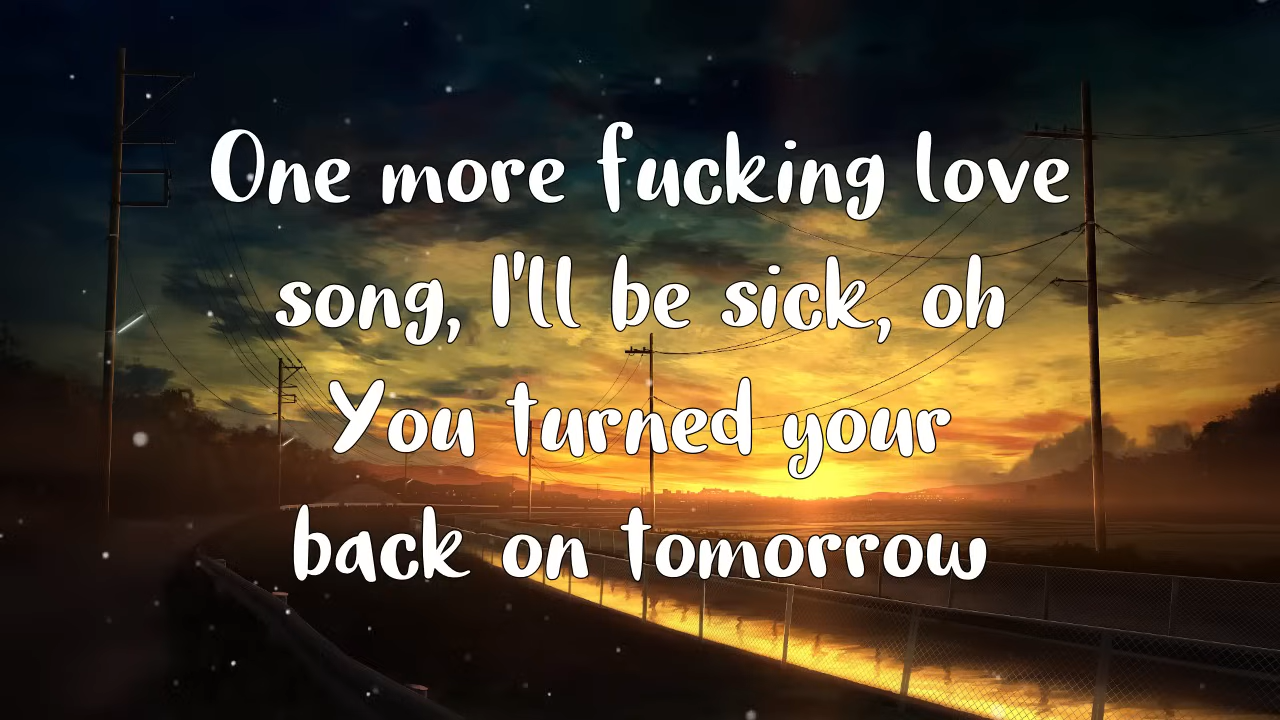 One more fucking love
song, I'll be sick, oh
You turned your
back on tomorrow